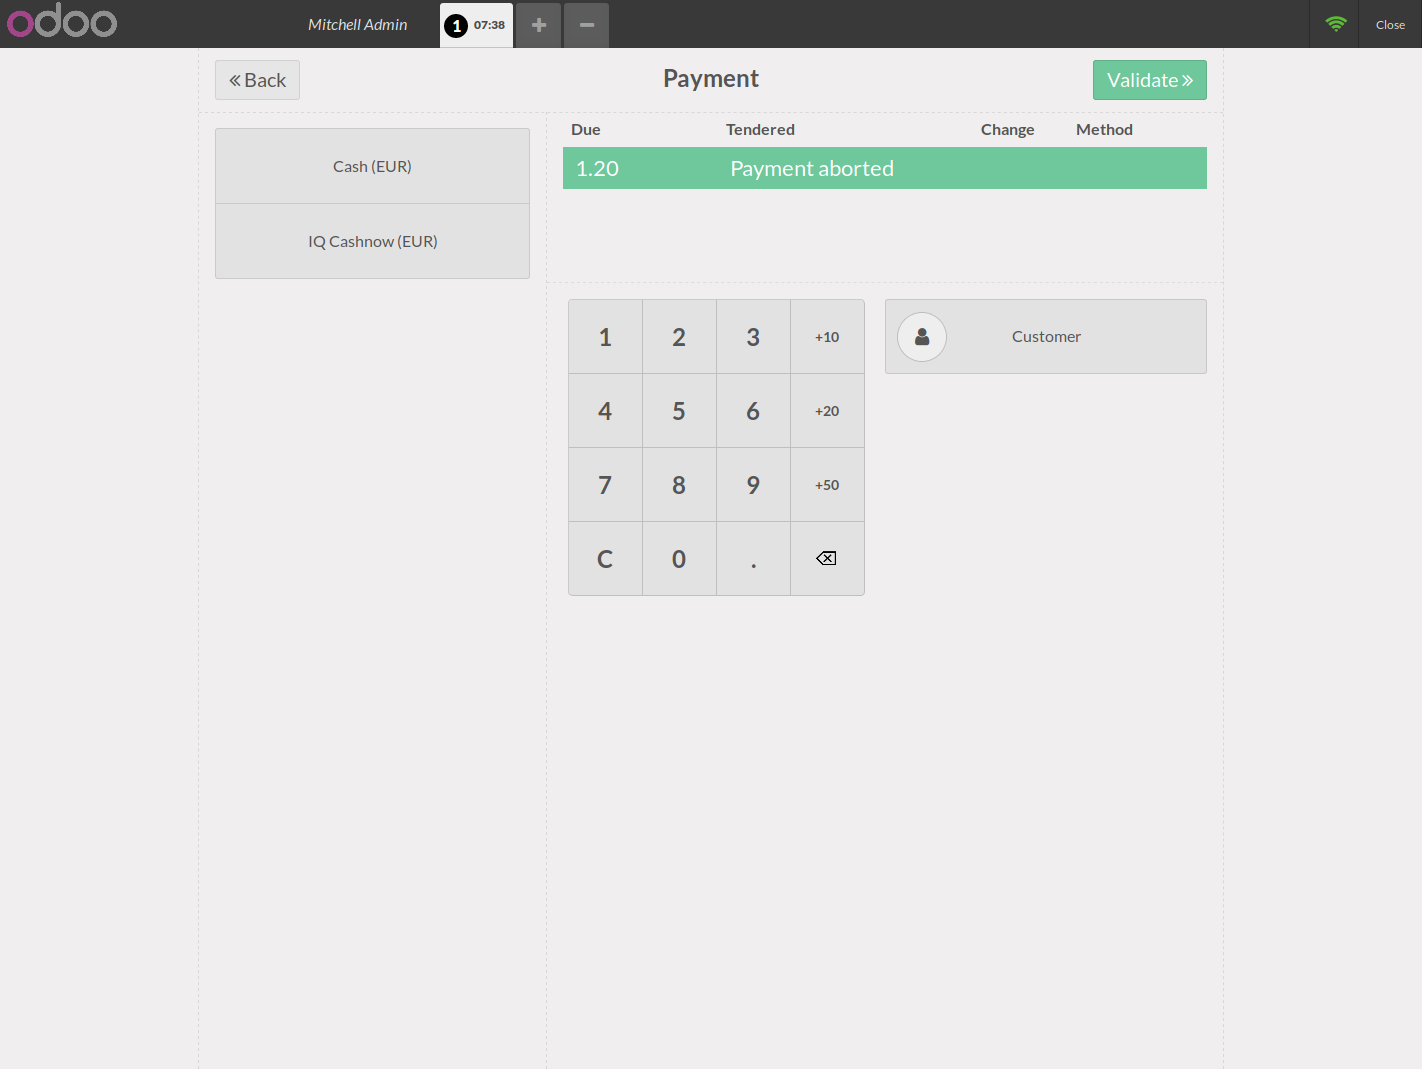 odoo Mitchell Admin 1 07:38 + − Close
Back Payment Validate
Due Tendered Change Method
1.20 Payment aborted
Cash (EUR)
IQ Cashnow (EUR)
1 2 3 +10
4 5 6 +20
7 8 9 +50
C 0 .
Customer